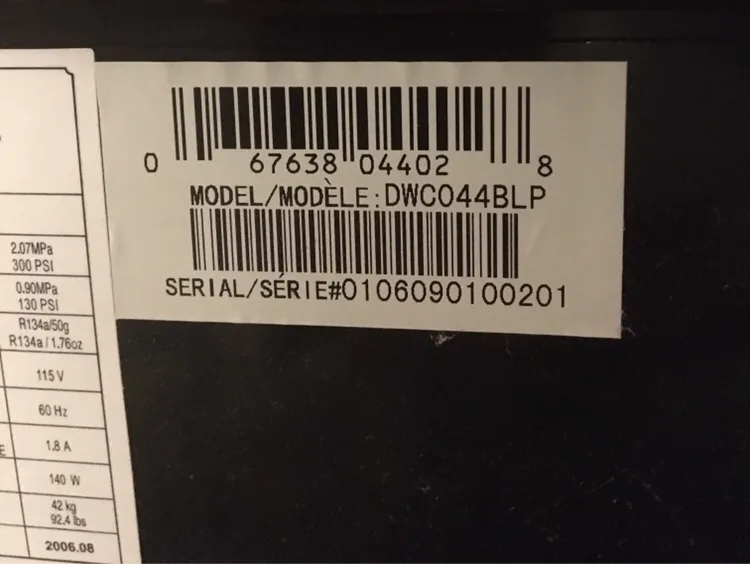 0 67638 04402 8
MODEL/MODÈLE:DWC044BLP
SERIAL/SÉRIE#0106090100201
2.07MPa
300 PSI
0.90MPa
130 PSI
R134a/50g
R134a/1.76oz
115 V
60 Hz
1.8 A
140 W
42 kg
92.4 lbs
2006.08